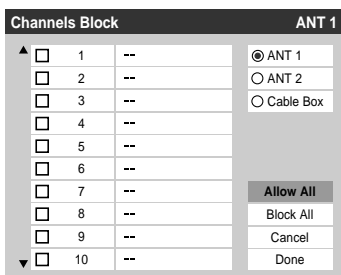 Channels Block ANT 1
1 -- ANT 1
2 -- ANT 2
3 -- Cable Box
4 --
5 --
6 --
7 -- Allow All
8 -- Block All
9 -- Cancel
10 -- Done